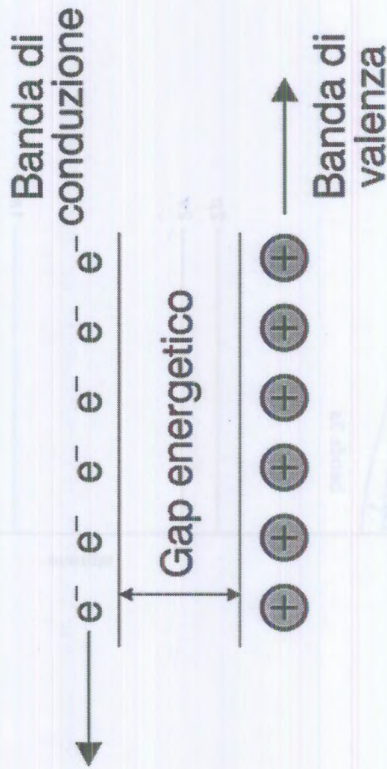 Banda di
conduzione
e⁻ e⁻ e⁻ e⁻ e⁻ e⁻
Gap energetico
+ + + + + +
Banda di
valenza